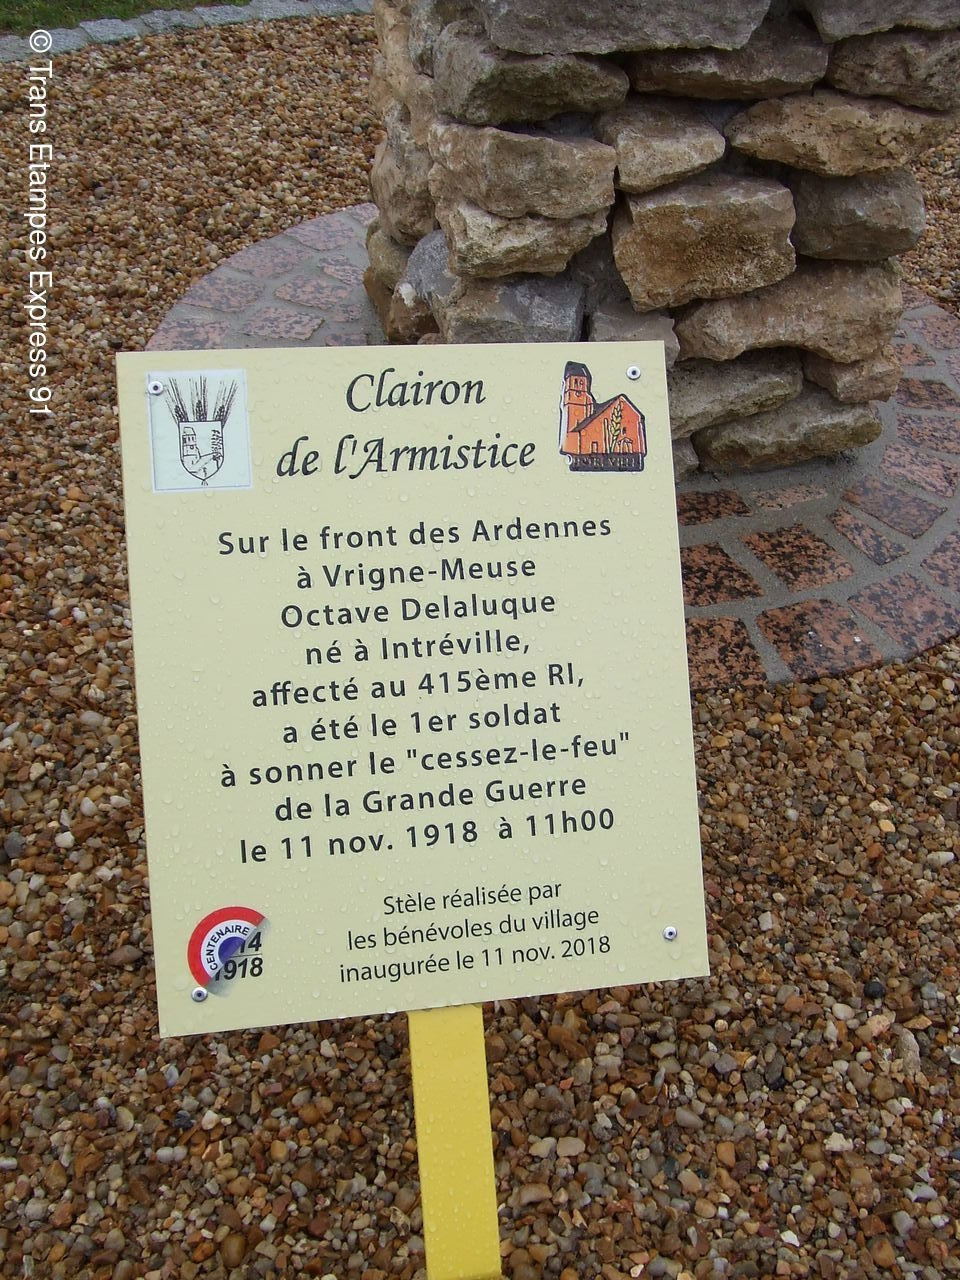 © Trans Etampes Express 91
Clairon
de l'Armistice
Sur le front des Ardennes
à Vrigne-Meuse
Octave Delaluque
né à Intréville,
affecté au 415ème RI,
a été le 1er soldat
à sonner le "cessez-le-feu"
de la Grande Guerre
le 11 nov. 1918 à 11h00
Stèle réalisée par
les bénévoles du village
inaugurée le 11 nov. 2018
CENTENAIRE
14
1918